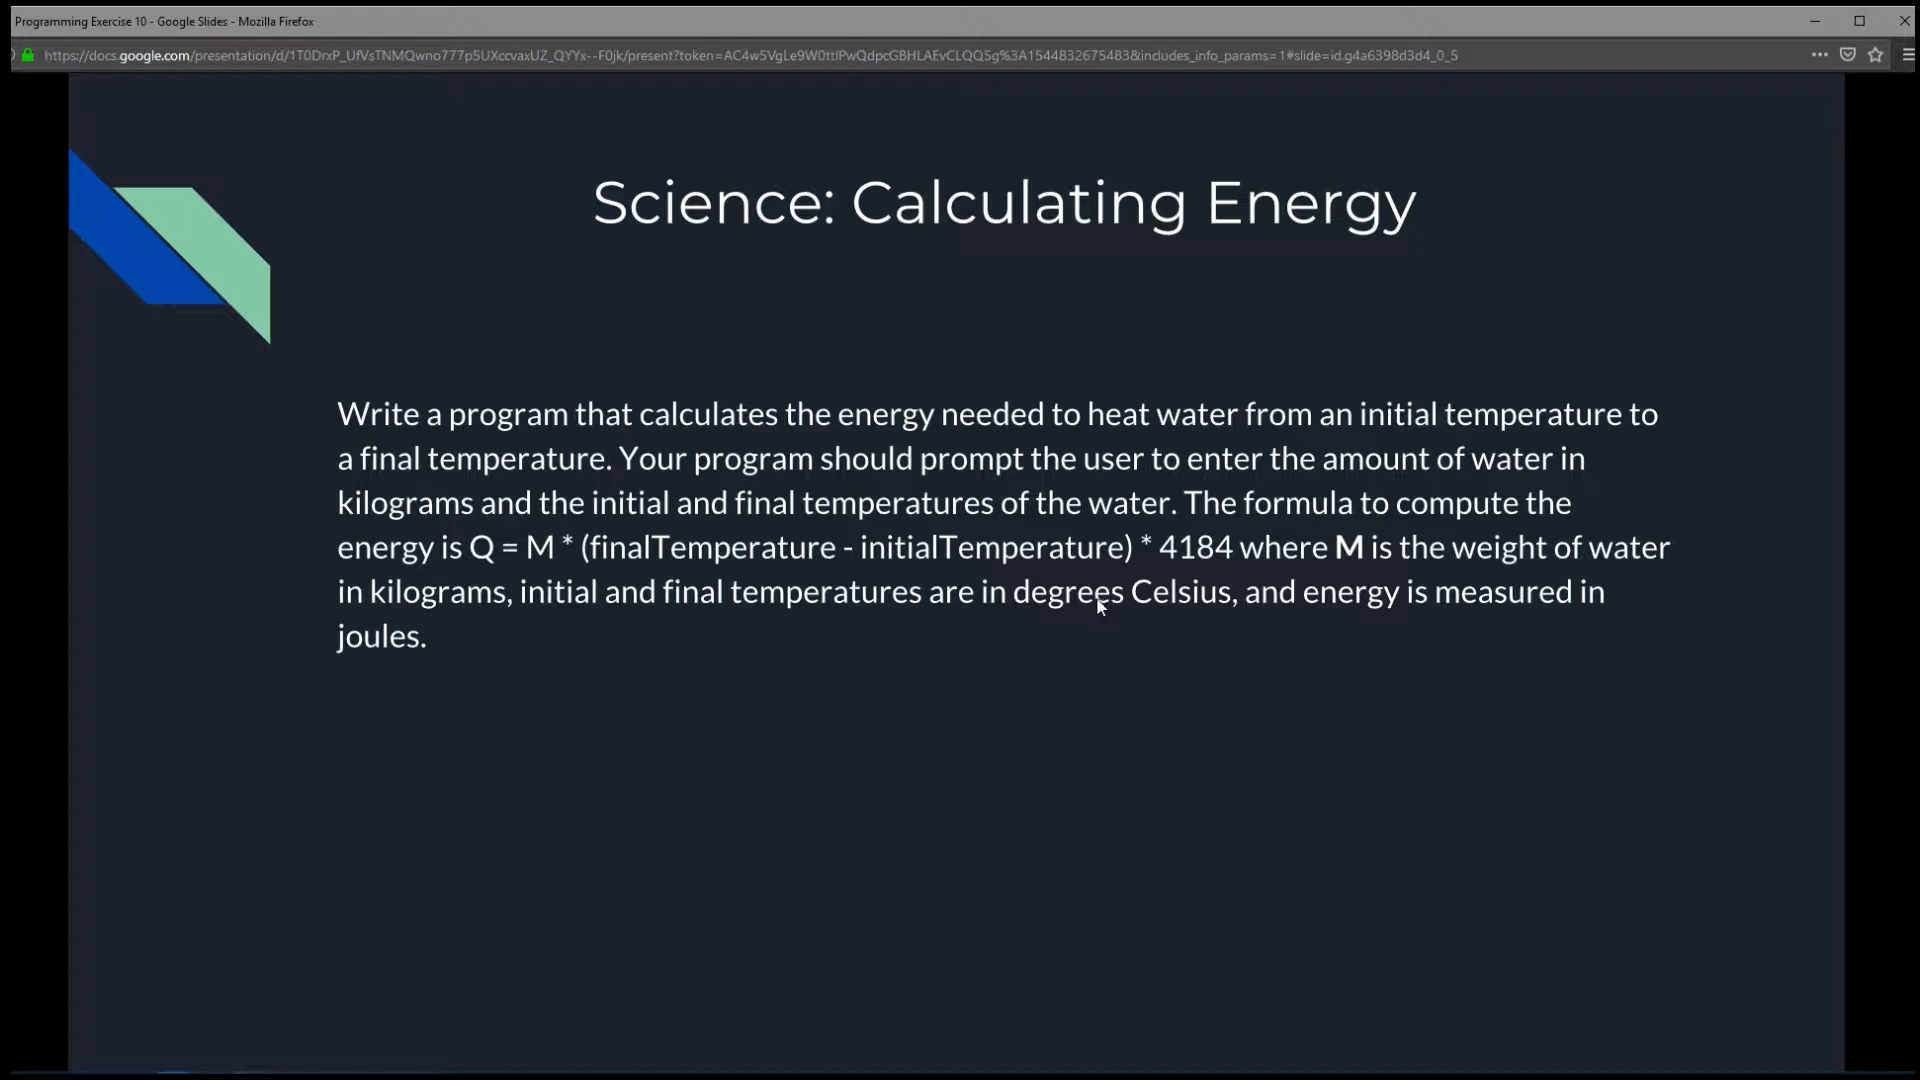 Programming Exercise 10 - Google Slides - Mozilla Firefox
https://docs.google.com/presentation/d/1T0DrxP_UfVsTNMQwno777p5UXccvaxUZ_QYYx--F0jk/present?token=AC4w5VgLe9W0ttlPwQdpcGBHLAEvCLQQ5g%3A1544832675483&includes_info_params=1#slide=id.g4a6398d3d4_0_5
Science: Calculating Energy
Write a program that calculates the energy needed to heat water from an initial temperature to
a final temperature. Your program should prompt the user to enter the amount of water in
kilograms and the initial and final temperatures of the water. The formula to compute the
energy is Q = M * (finalTemperature - initialTemperature) * 4184 where M is the weight of water
in kilograms, initial and final temperatures are in degrees Celsius, and energy is measured in
joules.